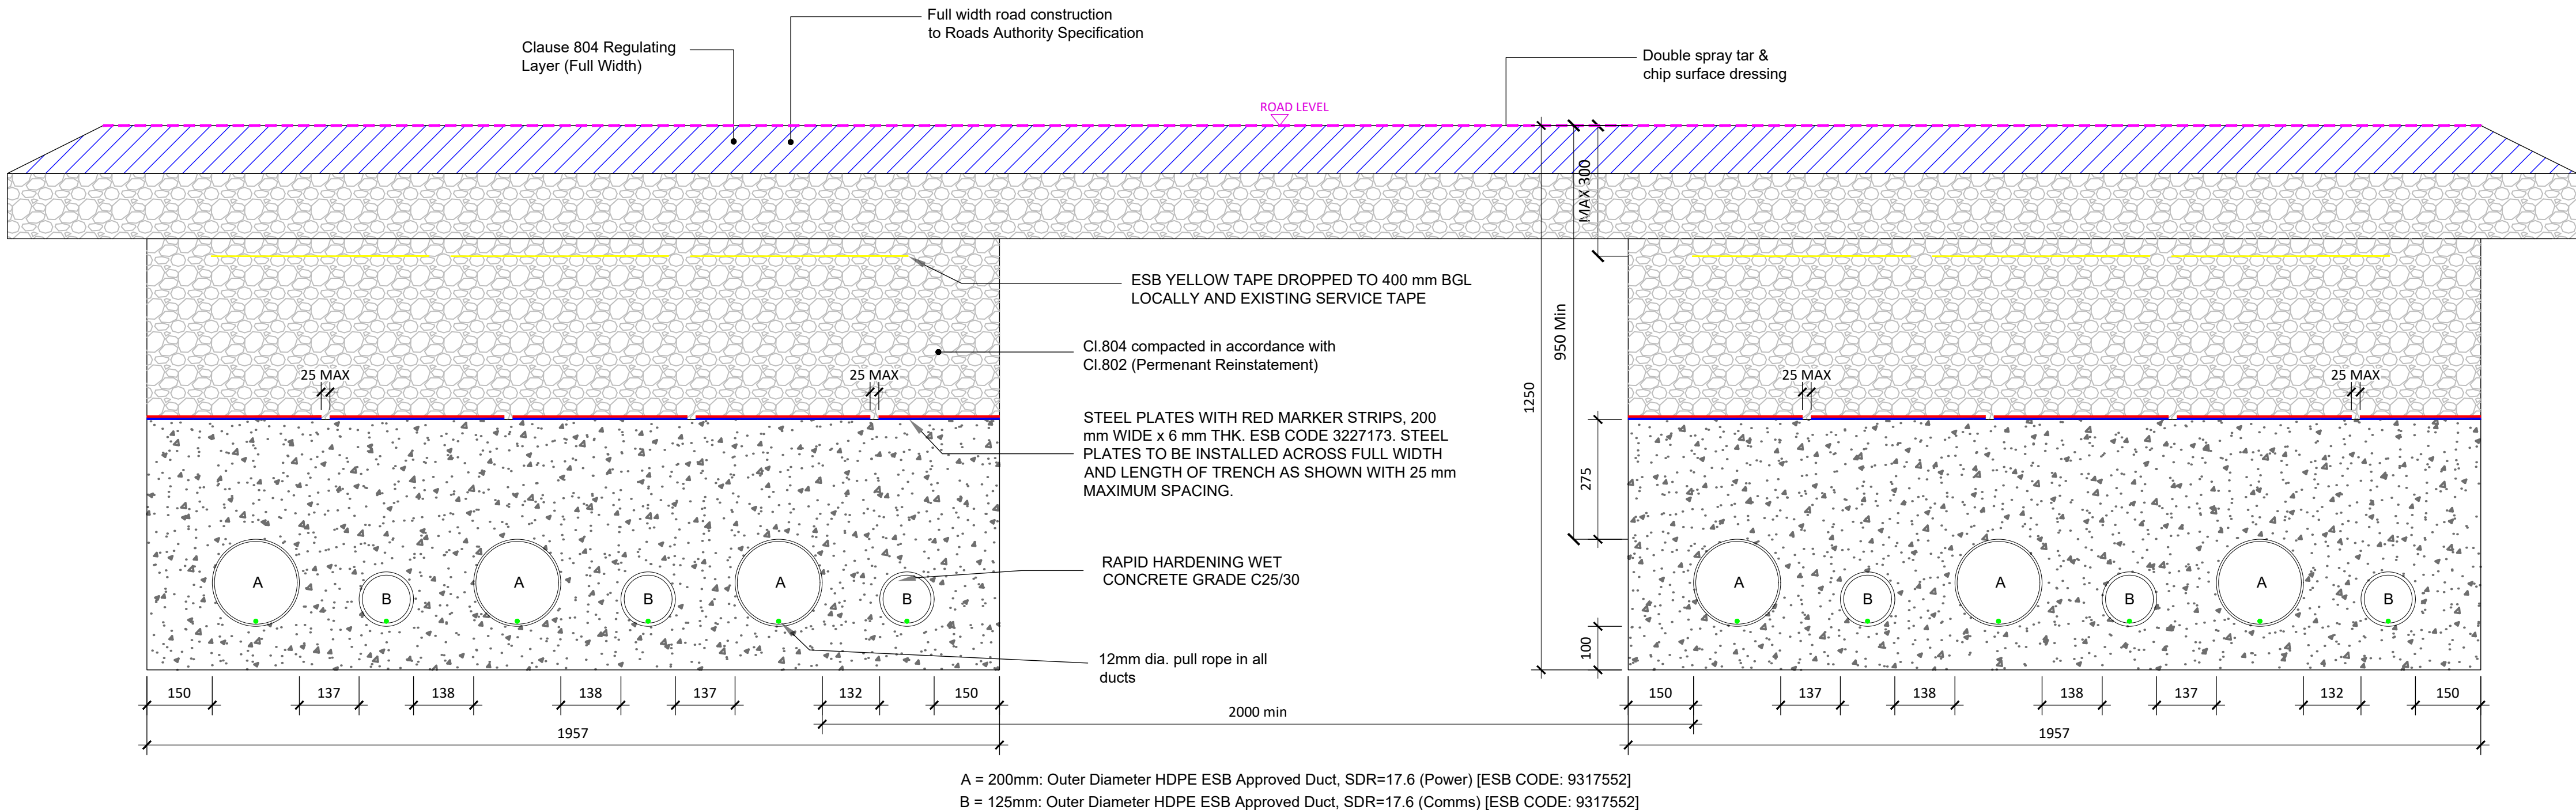 Full width road construction
to Roads Authority Specification
Clause 804 Regulating
Layer (Full Width)
Double spray tar &
chip surface dressing
ROAD LEVEL
MAX 300
ESB YELLOW TAPE DROPPED TO 400 mm BGL
LOCALLY AND EXISTING SERVICE TAPE
950 Min
1250
Cl.804 compacted in accordance with
Cl.802 (Permenant Reinstatement)
25 MAX
25 MAX
25 MAX
25 MAX
STEEL PLATES WITH RED MARKER STRIPS, 200
mm WIDE x 6 mm THK. ESB CODE 3227173. STEEL
PLATES TO BE INSTALLED ACROSS FULL WIDTH
AND LENGTH OF TRENCH AS SHOWN WITH 25 mm
MAXIMUM SPACING.
275
RAPID HARDENING WET
CONCRETE GRADE C25/30
A B A B A B
A B A B A B
100
12mm dia. pull rope in all
ducts
150 137 138 138 137 132 150
150 137 138 138 137 132 150
2000 min
1957
1957
A = 200mm: Outer Diameter HDPE ESB Approved Duct, SDR=17.6 (Power) [ESB CODE: 9317552]
B = 125mm: Outer Diameter HDPE ESB Approved Duct, SDR=17.6 (Comms) [ESB CODE: 9317552]